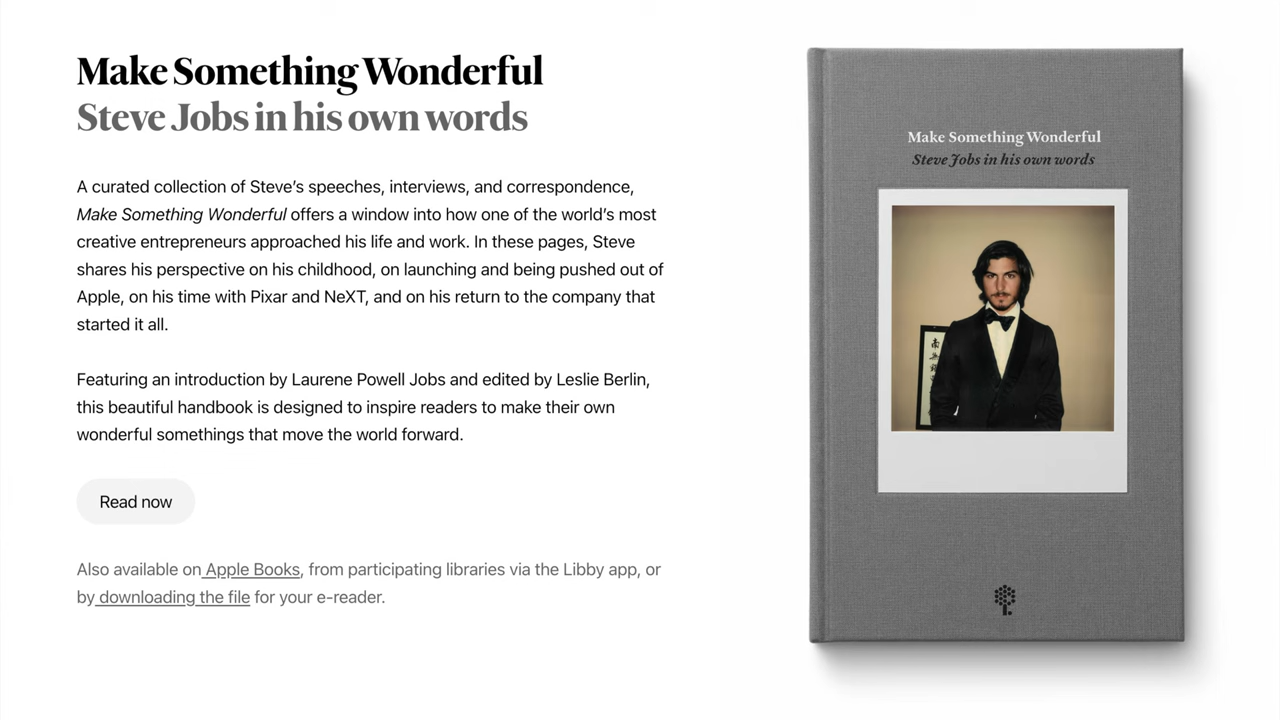 Make Something Wonderful
Steve Jobs in his own words
A curated collection of Steve’s speeches, interviews, and correspondence,
Make Something Wonderful offers a window into how one of the world’s most
creative entrepreneurs approached his life and work. In these pages, Steve
shares his perspective on his childhood, on launching and being pushed out of
Apple, on his time with Pixar and NeXT, and on his return to the company that
started it all.
Featuring an introduction by Laurene Powell Jobs and edited by Leslie Berlin,
this beautiful handbook is designed to inspire readers to make their own
wonderful somethings that move the world forward.
Read now
Also available on Apple Books, from participating libraries via the Libby app, or
by downloading the file for your e-reader.
Make Something Wonderful
Steve Jobs in his own words
南無